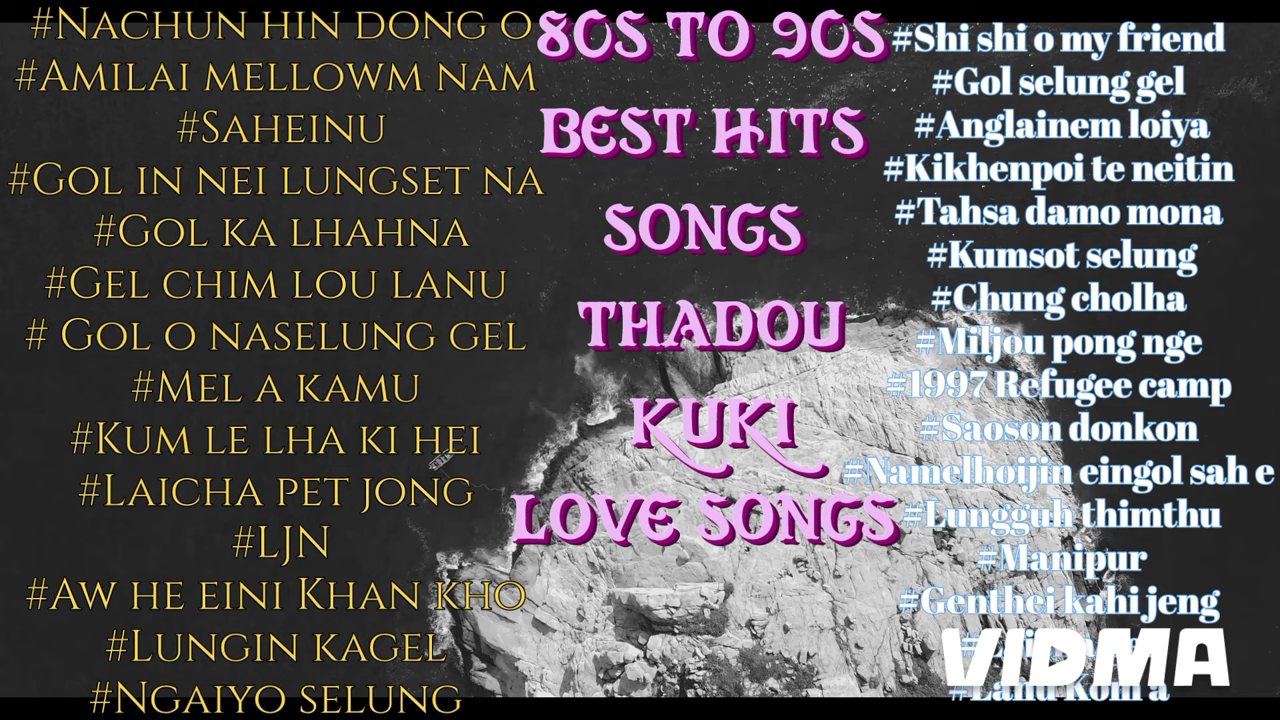 #Nachun hin dong o
#Amilai mellowm nam
#Saheinu
#Gol in nei lungset na
#Gol ka lhahna
#Gel chim lou lanu
# Gol o naselung gel
#Mel a kamu
#Kum le lha ki hei
#Laicha pet jong
#LJN
#Aw he eini Khan kho
#Lungin kagel
#Ngaiyo selung
80s to 90s
Best Hits
Songs
Thadou
Kuki
Love Songs
#Shi shi o my friend
#Gol selung gel
#Anglainem loiya
#Kikhenpoi te neitin
#Tahsa damo mona
#Kumsot selung
#Chung cholha
#Miljou pong nge
#1997 Refugee camp
#Saoson donkon
#Namelhoijin eingol sah e
#Lungguh thimthu
#Manipur
#Genthei kahi jeng
#Lanu Kom a
VIDMA